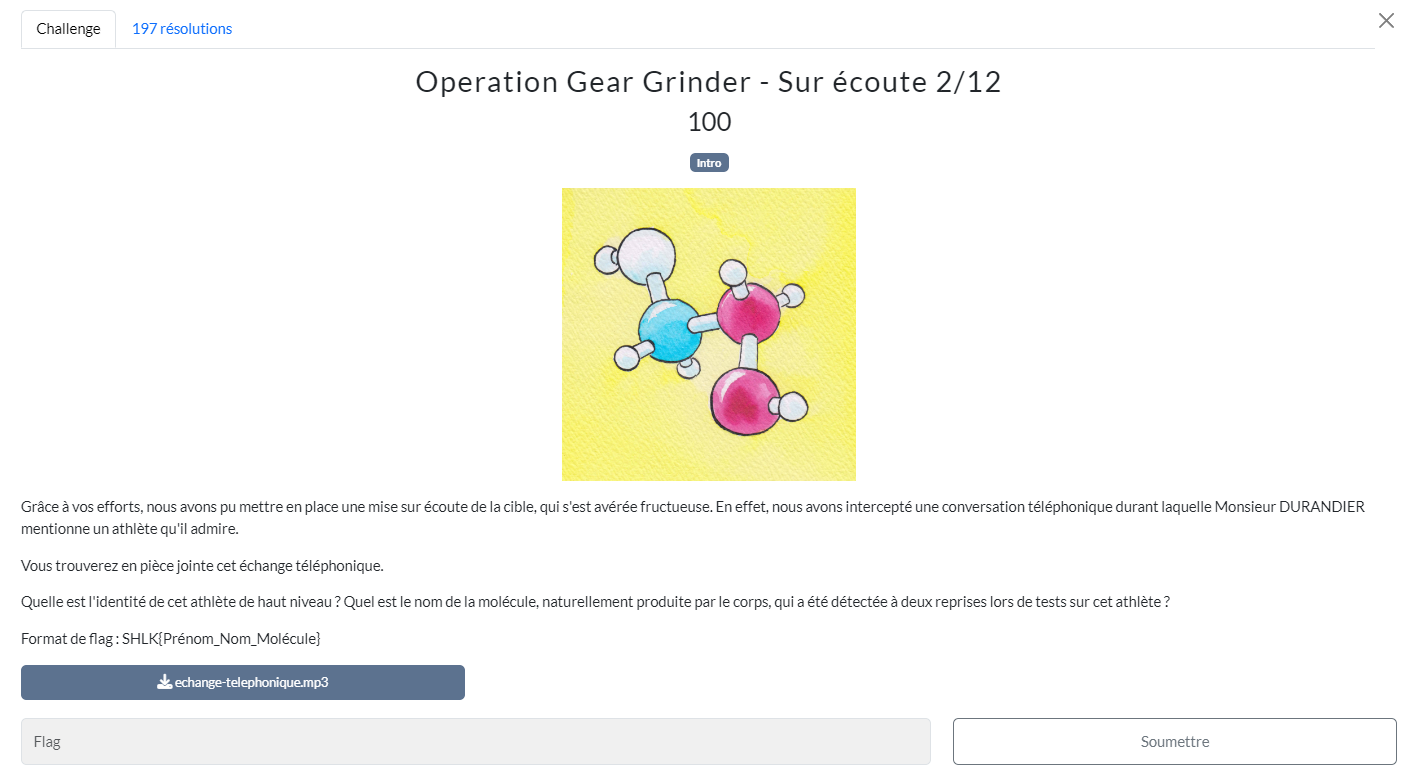 Challenge
197 résolutions
Operation Gear Grinder - Sur écoute 2/12
100
Intro
Grâce à vos efforts, nous avons pu mettre en place une mise sur écoute de la cible, qui s'est avérée fructueuse. En effet, nous avons intercepté une conversation téléphonique durant laquelle Monsieur DURANDIER
mentionne un athlète qu'il admire.
Vous trouverez en pièce jointe cet échange téléphonique.
Quelle est l'identité de cet athlète de haut niveau ? Quel est le nom de la molécule, naturellement produite par le corps, qui a été détectée à deux reprises lors de tests sur cet athlète ?
Format de flag : SHLK{Prénom_Nom_Molécule}
echange-telephonique.mp3
Flag
Soumettre